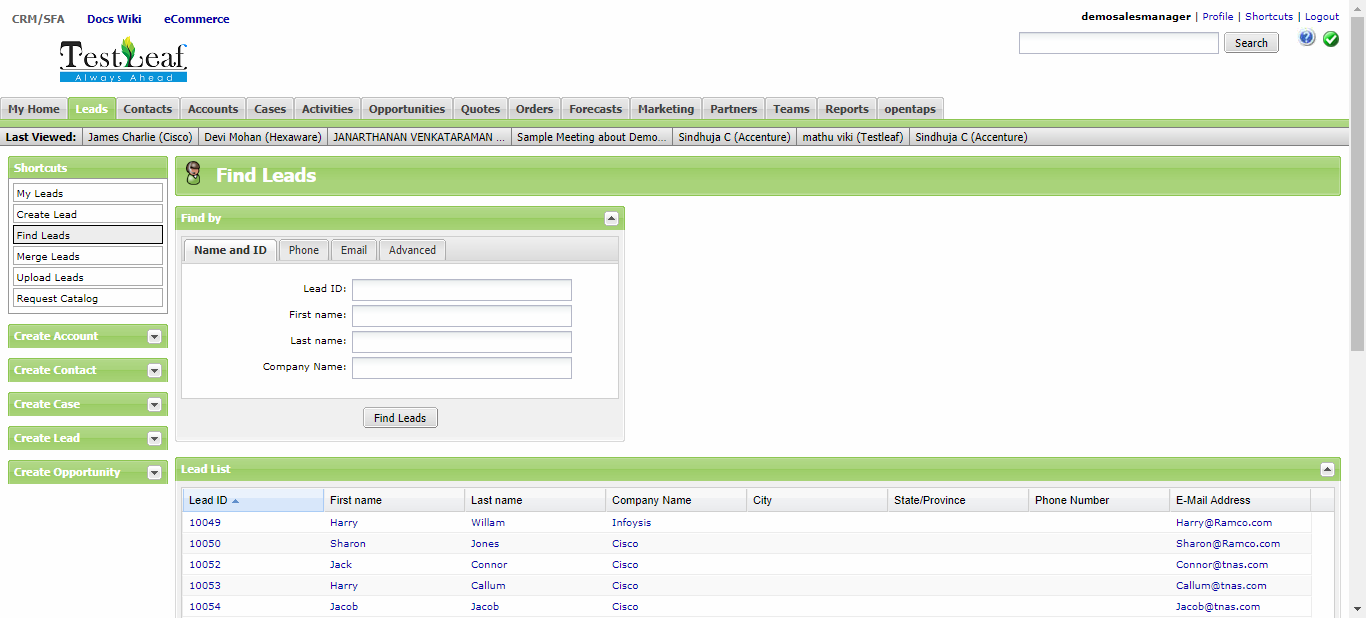 CRM/SFA Docs Wiki eCommerce
demosalesmanager | Profile | Shortcuts | Logout
TestLeaf
Always Ahead
Search
?
My Home Leads Contacts Accounts Cases Activities Opportunities Quotes Orders Forecasts Marketing Partners Teams Reports opentaps
Last Viewed: James Charlie (Cisco) Devi Mohan (Hexaware) JANARTHANAN VENKATARAMAN ... Sample Meeting about Demo... Sindhuja C (Accenture) mathu viki (Testleaf) Sindhuja C (Accenture)
Shortcuts
My Leads
Create Lead
Find Leads
Merge Leads
Upload Leads
Request Catalog
Create Account
Create Contact
Create Case
Create Lead
Create Opportunity
Find Leads
Find by
Name and ID Phone Email Advanced
Lead ID:
First name:
Last name:
Company Name:
Find Leads
Lead List
Lead ID First name Last name Company Name City State/Province Phone Number E-Mail Address
10049 Harry Willam Infoysis Harry@Ramco.com
10050 Sharon Jones Cisco Sharon@Ramco.com
10052 Jack Connor Cisco Connor@tnas.com
10053 Harry Callum Cisco Callum@tnas.com
10054 Jacob Jacob Cisco Jacob@tnas.com